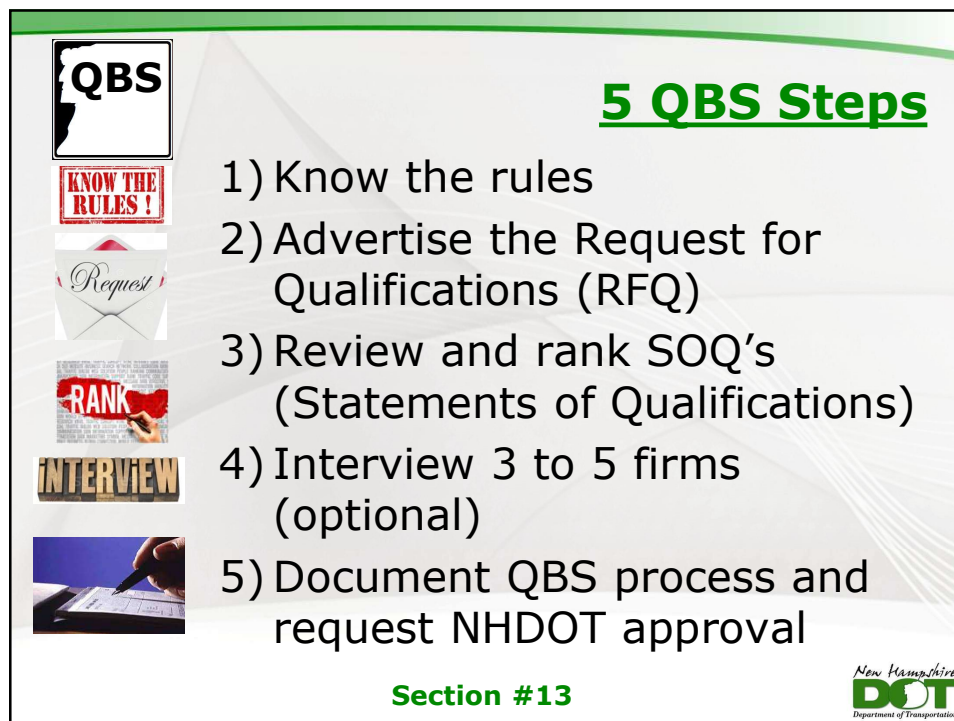 QBS
5 QBS Steps
KNOW THE
RULES !
Request
RANK
INTERVIEW
1) Know the rules
2) Advertise the Request for
Qualifications (RFQ)
3) Review and rank SOQ's
(Statements of Qualifications)
4) Interview 3 to 5 firms
(optional)
5) Document QBS process and
request NHDOT approval
Section #13
New Hampshire
DOT
Department of Transportation